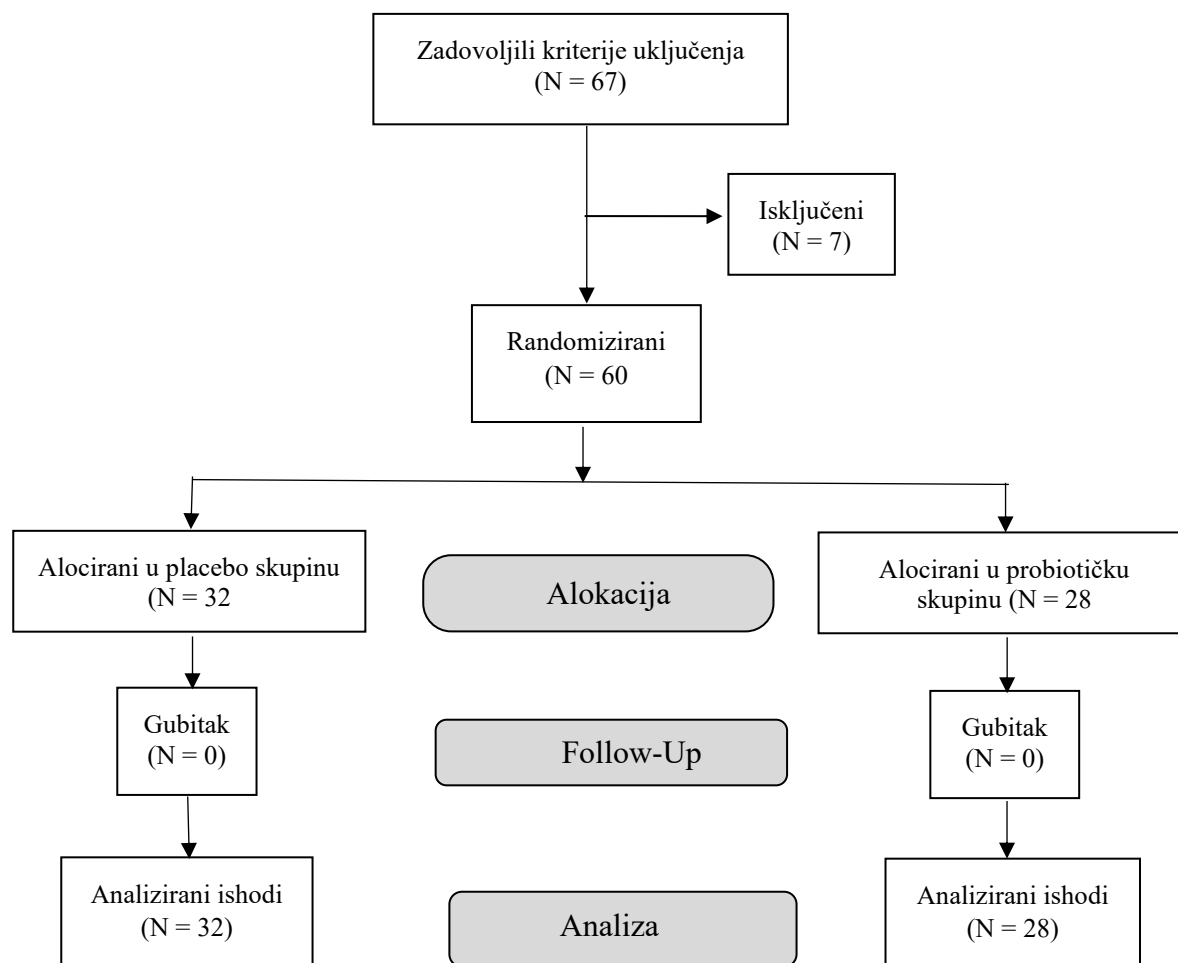 Zadovoljili kriterije uključenja
(N = 67)
Isključeni
(N = 7)
Randomizirani
(N = 60
Alocirani u placebo skupinu
(N = 32
Alokacija
Alocirani u probiotičku
skupinu (N = 28
Gubitak
(N = 0)
Follow-Up
Gubitak
(N = 0)
Analizirani ishodi
(N = 32)
Analiza
Analizirani ishodi
(N = 28)